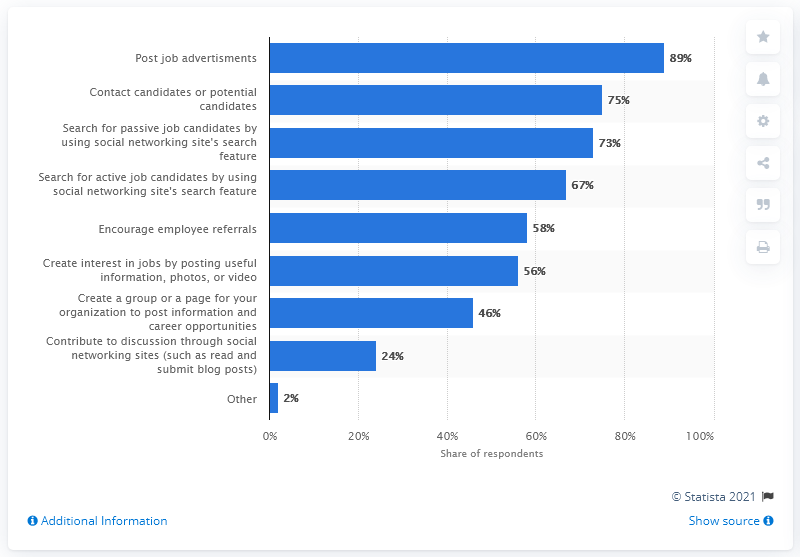 Post job advertisments
89%
Contact candidates or potential
candidates
75%
Search for passive job candidates by
using social networking site's search
feature
73%
Search for active job candidates by using
social networking site's search feature
67%
Encourage employee referrals
58%
Create interest in jobs by posting useful
information, photos, or video
56%
Create a group or a page for your
organization to post information and
career opportunities
46%
Contribute to discussion through social
networking sites (such as read and
submit blog posts)
24%
Other
2%
0% 20% 40% 60% 80% 100%
Share of respondents
© Statista 2021
Additional Information
Show source